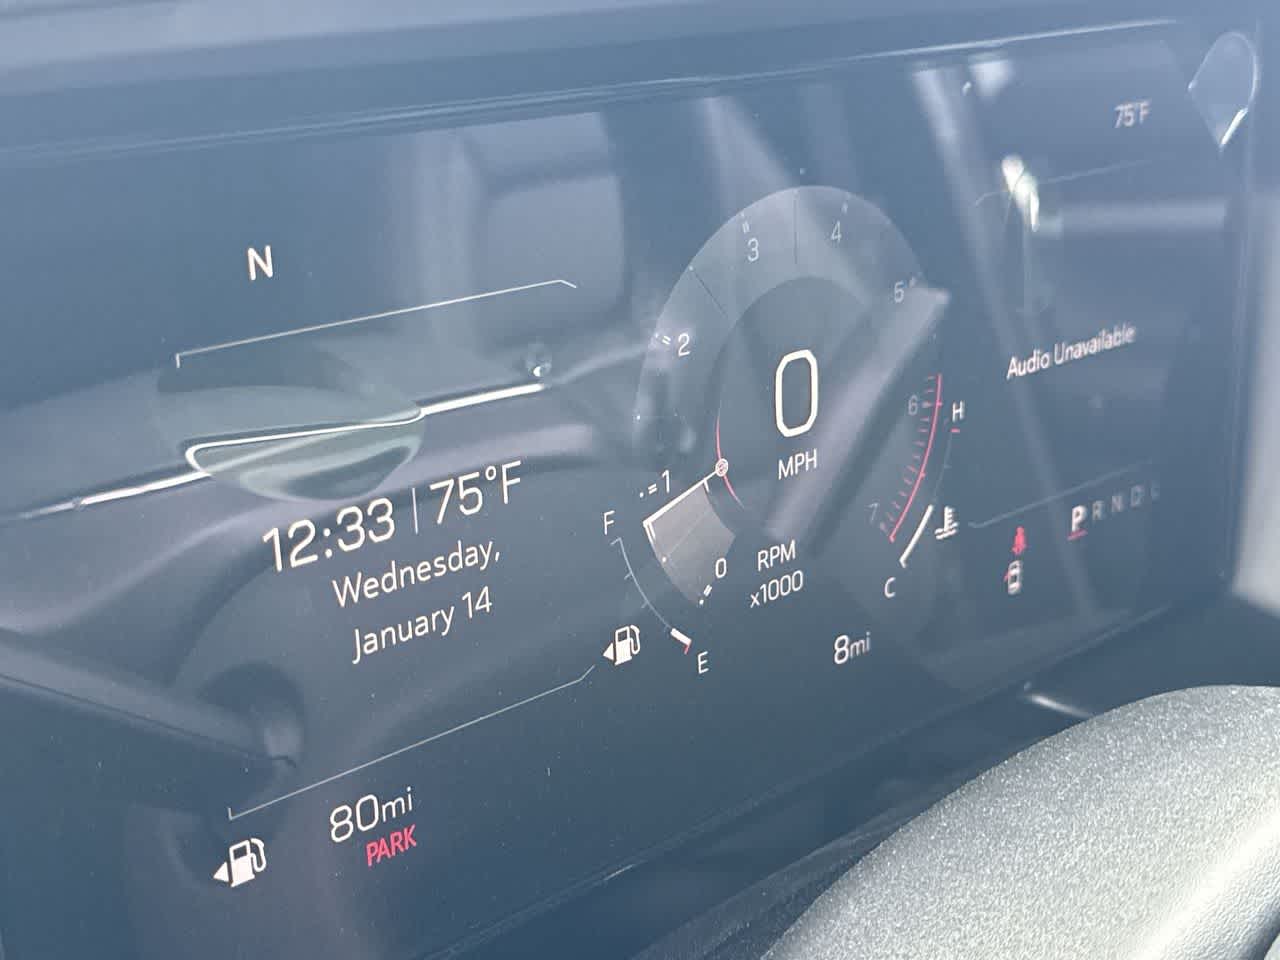 N
75°F
12:33 | 75°F
Wednesday,
January 14
80mi
PARK
0
1
2
3
4
5
6
7
0
MPH
RPM
x1000
F
E
H
C
8mi
Audio Unavailable
P R N D L